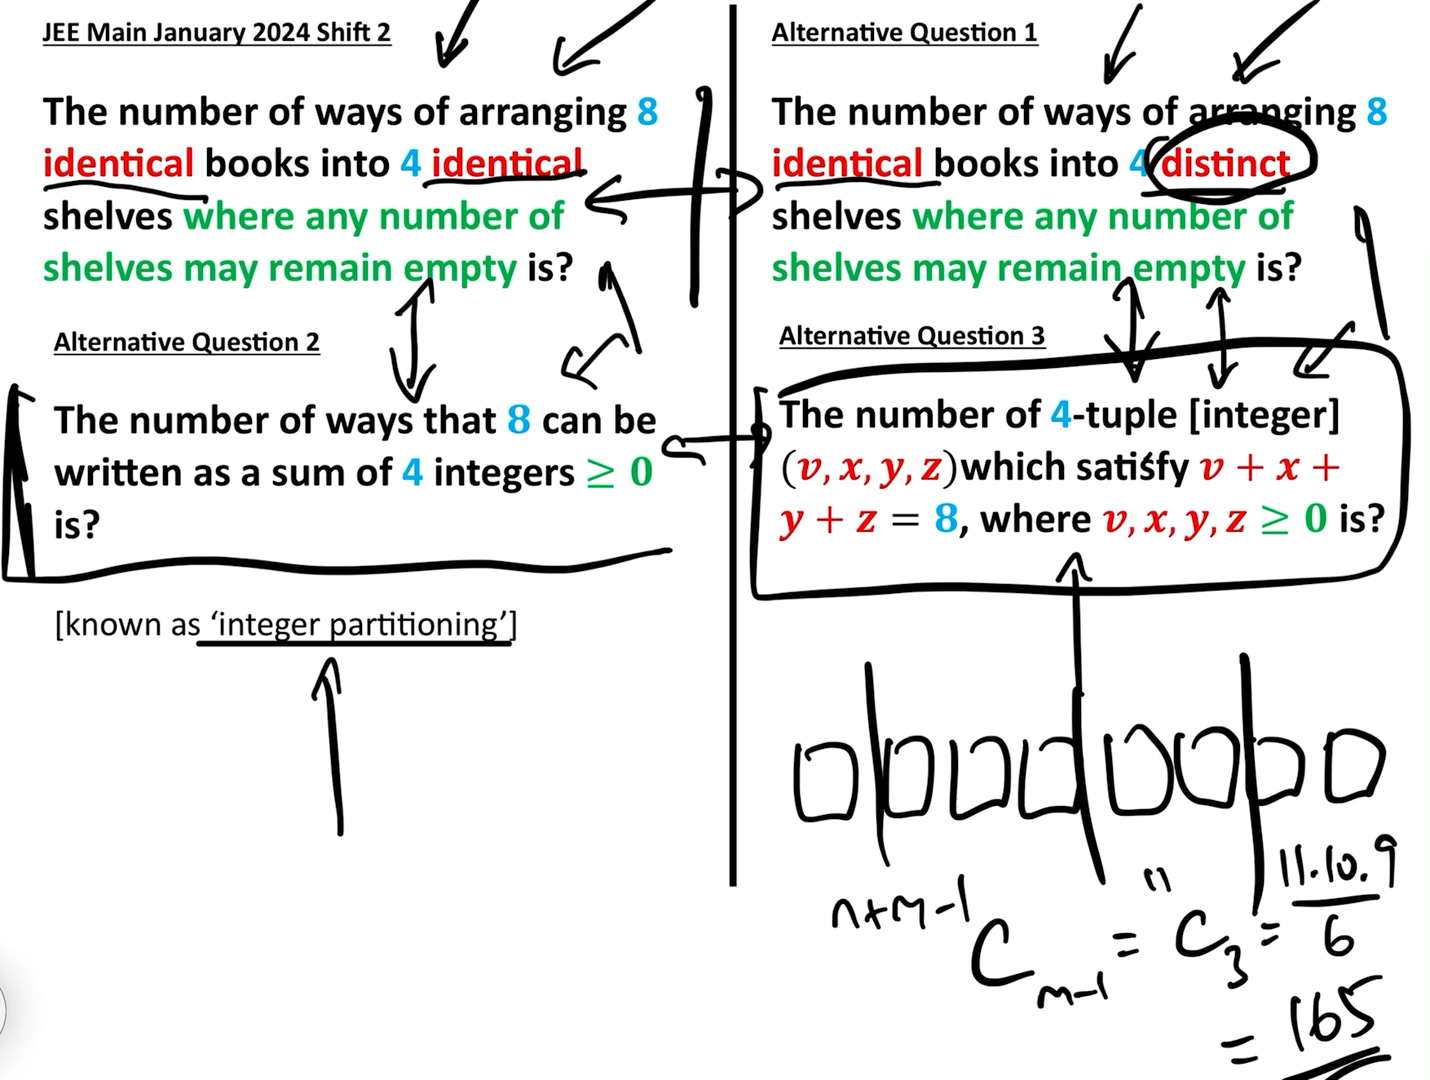 JEE Main January 2024 Shift 2
The number of ways of arranging 8
identical books into 4 identical
shelves where any number of
shelves may remain empty is?
Alternative Question 2
The number of ways that 8 can be
written as a sum of 4 integers ≥ 0
is?
[known as ‘integer partitioning’]
Alternative Question 1
The number of ways of arranging 8
identical books into 4 distinct
shelves where any number of
shelves may remain empty is?
Alternative Question 3
The number of 4-tuple [integer]
(v, x, y, z)which satisfy v + x +
y + z = 8, where v, x, y, z ≥ 0 is?
n+m-1 C m-1 = 11 C 3 = 11.10.9 / 6
= 165